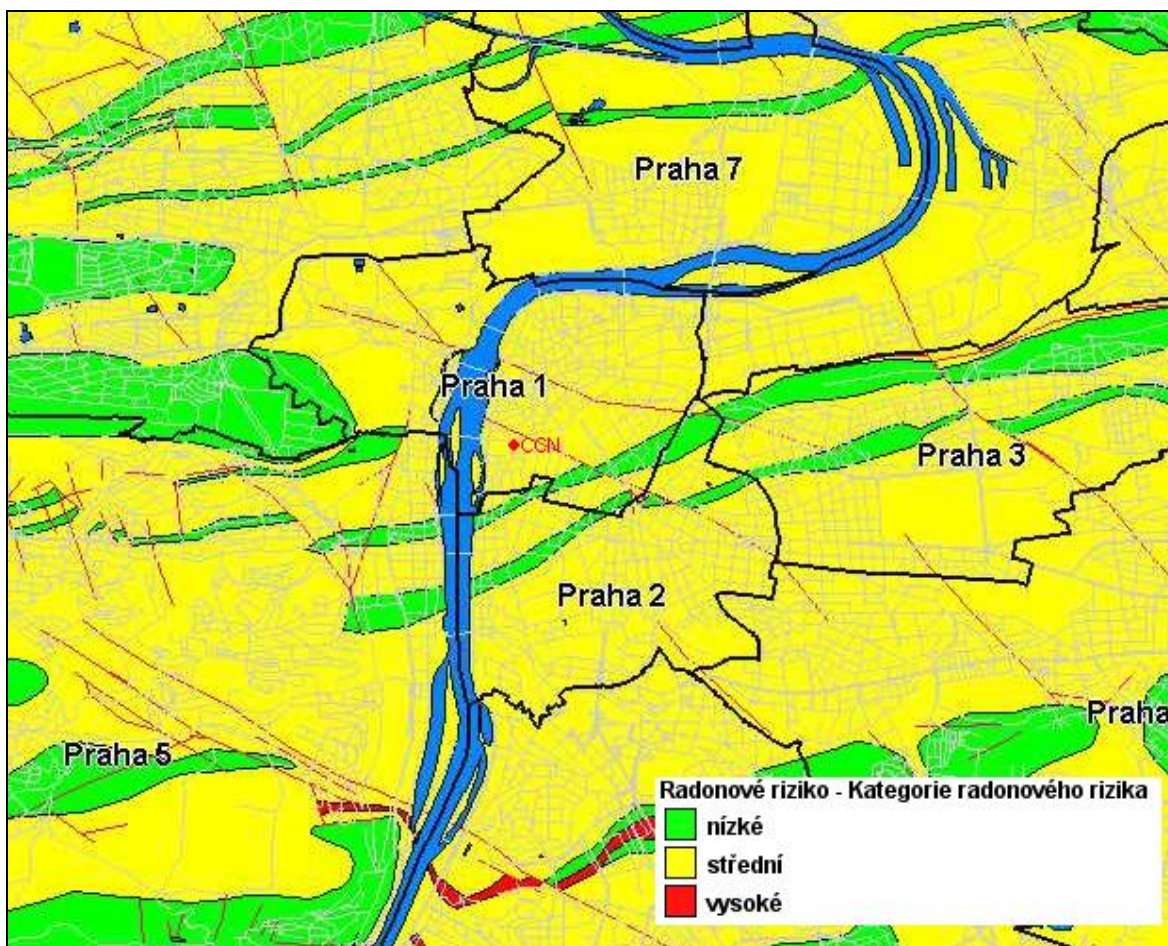 Praha 7
Praha 1
CCN
Praha 3
Praha 2
Praha
Praha 5
Radonové riziko - Kategorie radonového rizika
nízké
střední
vysoké